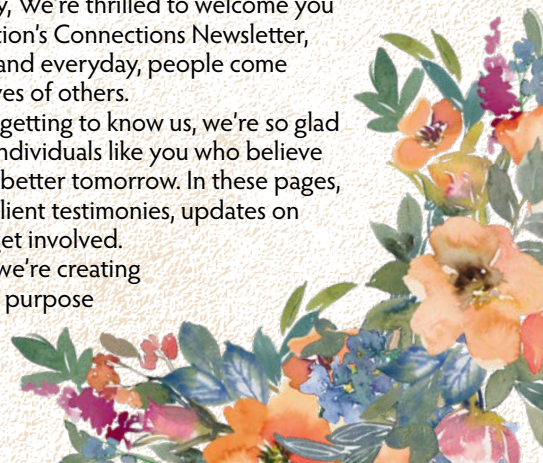 y, We're thrilled to welcome you
tion's Connections Newsletter,
and everyday, people come
ves of others.
getting to know us, we're so glad
ndividuals like you who believe
better tomorrow. In these pages,
lient testimonies, updates on
et involved.
we're creating
purpose